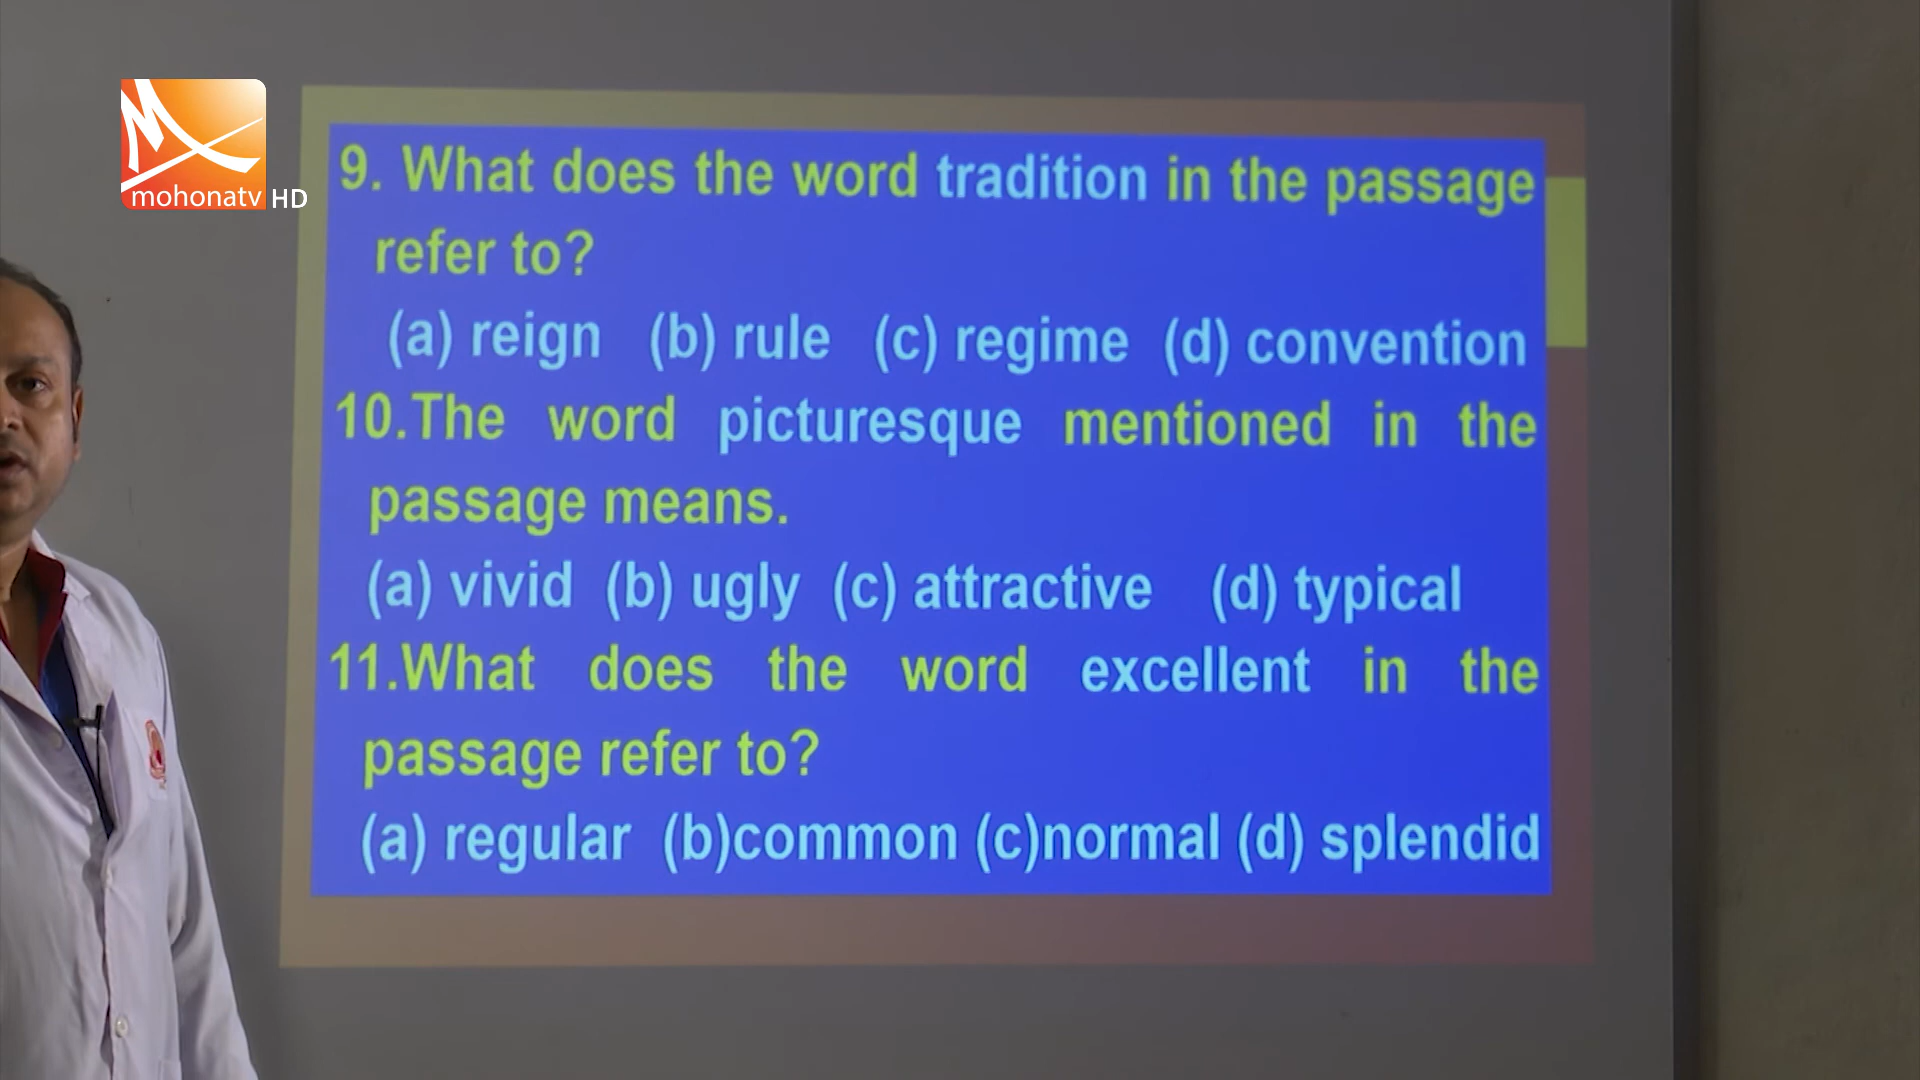 mohonatv HD
9. What does the word tradition in the passage
refer to?
(a) reign (b) rule (c) regime (d) convention
10.The word picturesque mentioned in the
passage means.
(a) vivid (b) ugly (c) attractive (d) typical
11.What does the word excellent in the
passage refer to?
(a) regular (b)common (c)normal (d) splendid